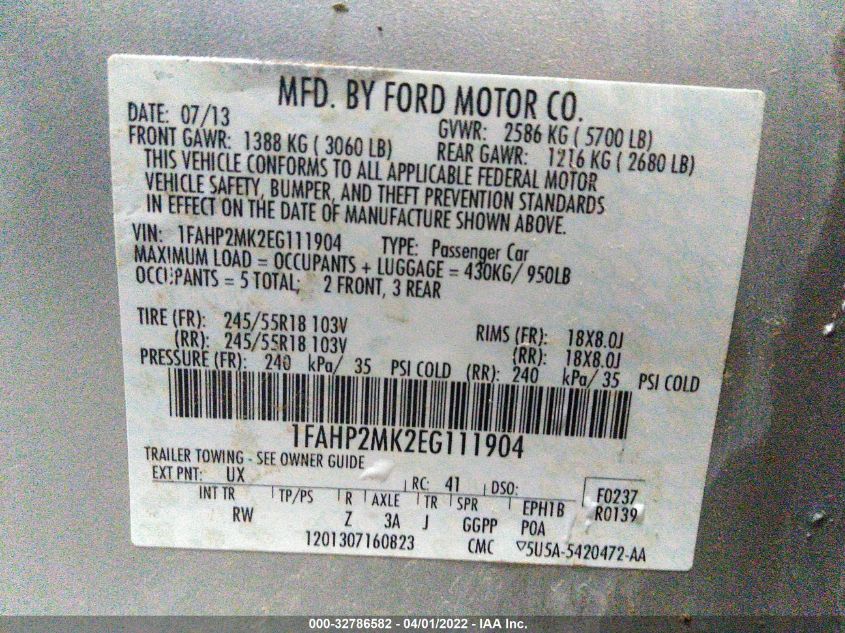 MFD. BY FORD MOTOR CO.
DATE: 07/13 GVWR: 2586 KG ( 5700 LB)
FRONT GAWR: 1388 KG ( 3060 LB) REAR GAWR: 1216 KG ( 2680 LB)
THIS VEHICLE CONFORMS TO ALL APPLICABLE FEDERAL MOTOR
VEHICLE SAFETY, BUMPER, AND THEFT PREVENTION STANDARDS
IN EFFECT ON THE DATE OF MANUFACTURE SHOWN ABOVE.
VIN: 1FAHP2MK2EG111904 TYPE: Passenger Car
MAXIMUM LOAD = OCCUPANTS + LUGGAGE = 430KG/ 950LB
OCCUPANTS = 5 TOTAL; 2 FRONT, 3 REAR
TIRE (FR): 245/55R18 103V RIMS (FR): 18X8.0J
(RR): 245/55R18 103V (RR): 18X8.0J
PRESSURE (FR): 240 kPa/ 35 PSI COLD (RR): 240 kPa/ 35 PSI COLD
1FAHP2MK2EG111904
TRAILER TOWING - SEE OWNER GUIDE
EXT PNT: UX RC: 41 DSO: F0237
INT TR TP/PS R AXLE TR SPR EPH1B R0139
RW Z 3A J GGPP POA
1201307160823 CMC ▽5U5A-5420472-AA
000-32786582 - 04/01/2022 - IAA Inc.